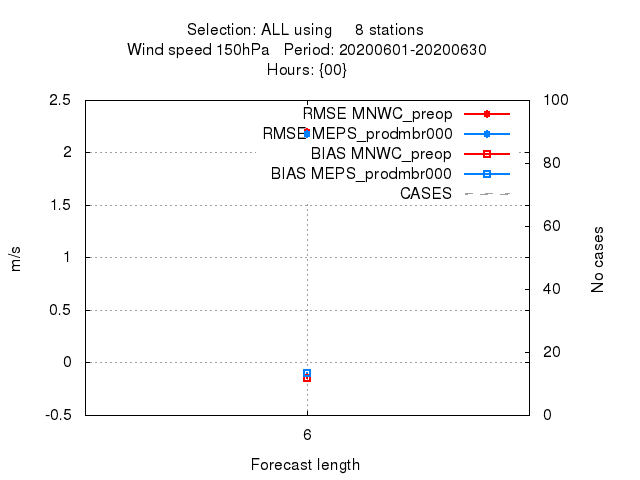 Selection: ALL using 8 stations
Wind speed 150hPa Period: 20200601-20200630
Hours: {00}
2.5
2
1.5
1
0.5
0
-0.5
100
80
60
40
20
0
RMSE MNWC_preop
RMSE MEPS_prodmbr000
BIAS MNWC_preop
BIAS MEPS_prodmbr000
CASES
m/s
No cases
6
Forecast length